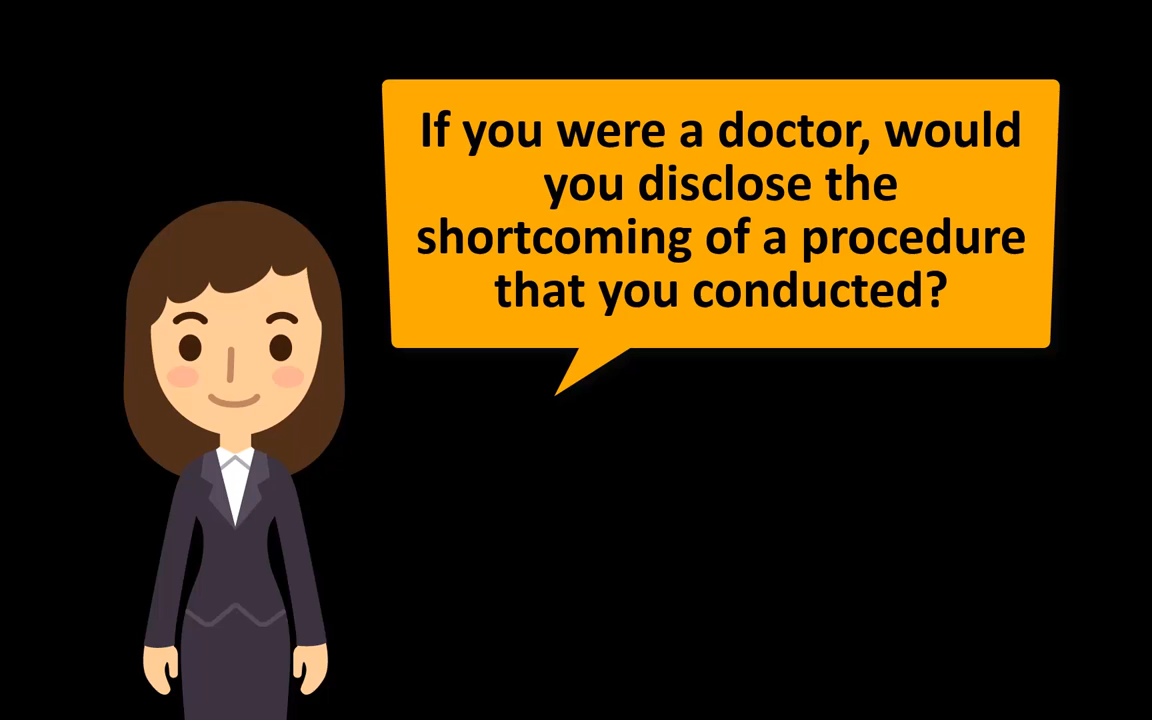 If you were a doctor, would
you disclose the
shortcoming of a procedure
that you conducted?